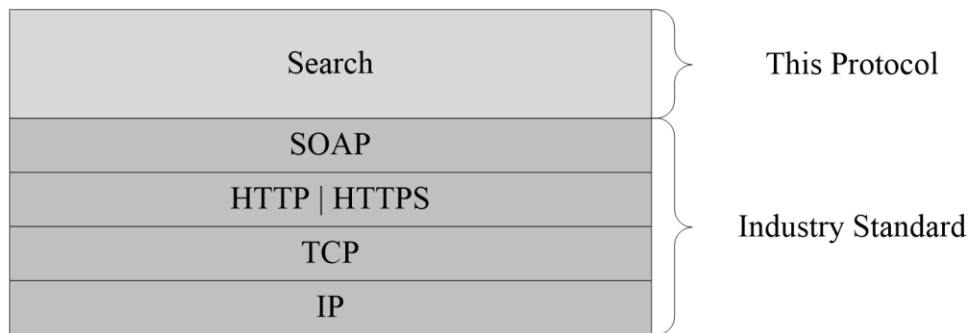 Search
This Protocol
SOAP
HTTP | HTTPS
Industry Standard
TCP
IP